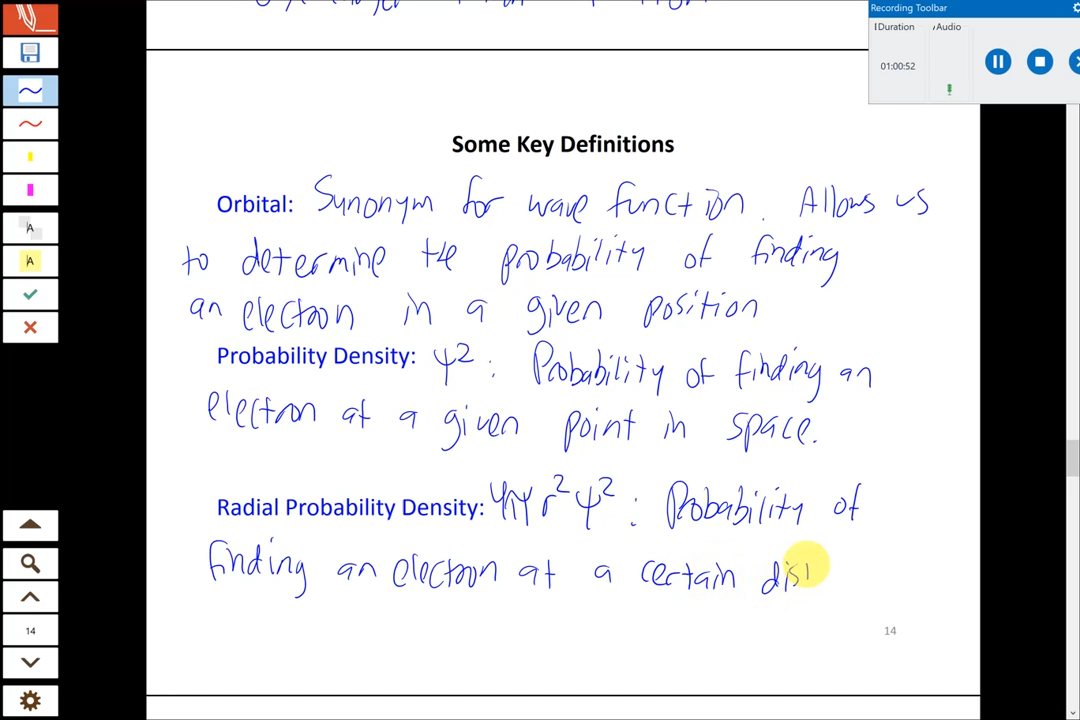 Recording Toolbar
Duration
Audio
01:00:52
Some Key Definitions
Orbital: Synonym for wave function. Allows us
to determine the probability of finding
an electron in a given position
Probability Density: ψ²: Probability of finding an
electron at a given point in space.
Radial Probability Density: 4πr²ψ²: Probability of
finding an electron at a certain dist
14
A
A
14